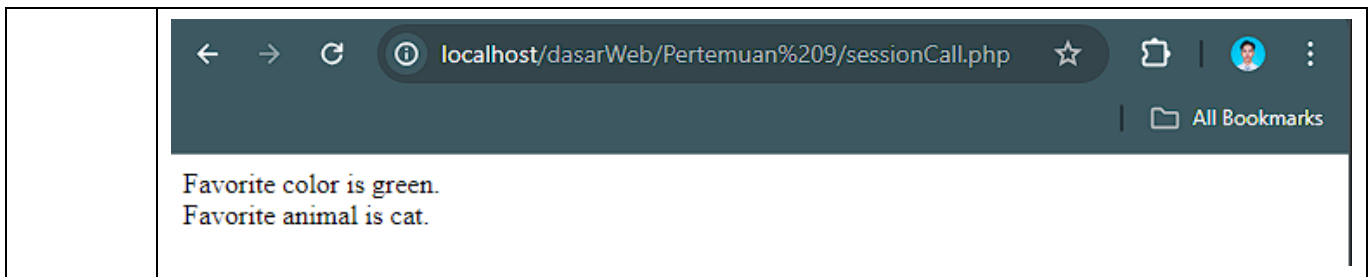 localhost/dasarWeb/Pertemuan%209/sessionCall.php
All Bookmarks
Favorite color is green.
Favorite animal is cat.